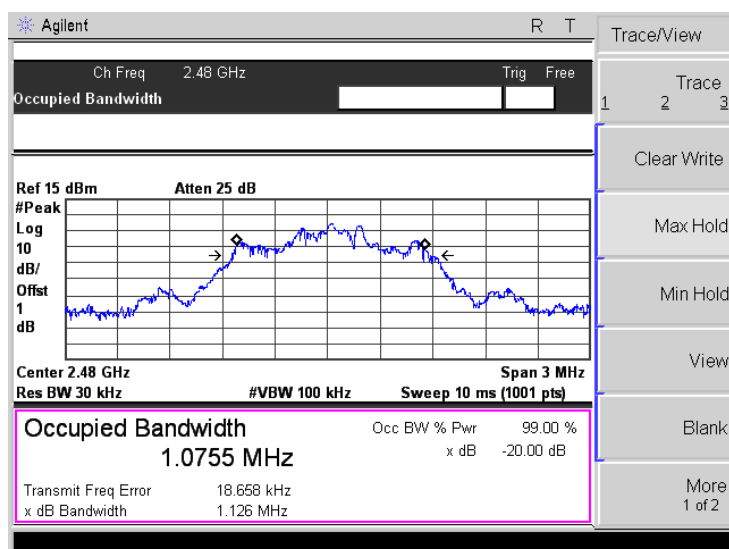 Agilent R T
Ch Freq 2.48 GHz Trig Free
Occupied Bandwidth
Ref 15 dBm Atten 25 dB
#Peak
Log
10
dB/
Offst
1
dB
Center 2.48 GHz Span 3 MHz
Res BW 30 kHz #VBW 100 kHz Sweep 10 ms (1001 pts)
Occupied Bandwidth
1.0755 MHz
Occ BW % Pwr 99.00 %
x dB -20.00 dB
Transmit Freq Error 18.658 kHz
x dB Bandwidth 1.126 MHz
Trace/View
Trace
1 2 3
Clear Write
Max Hold
Min Hold
View
Blank
More
1 of 2